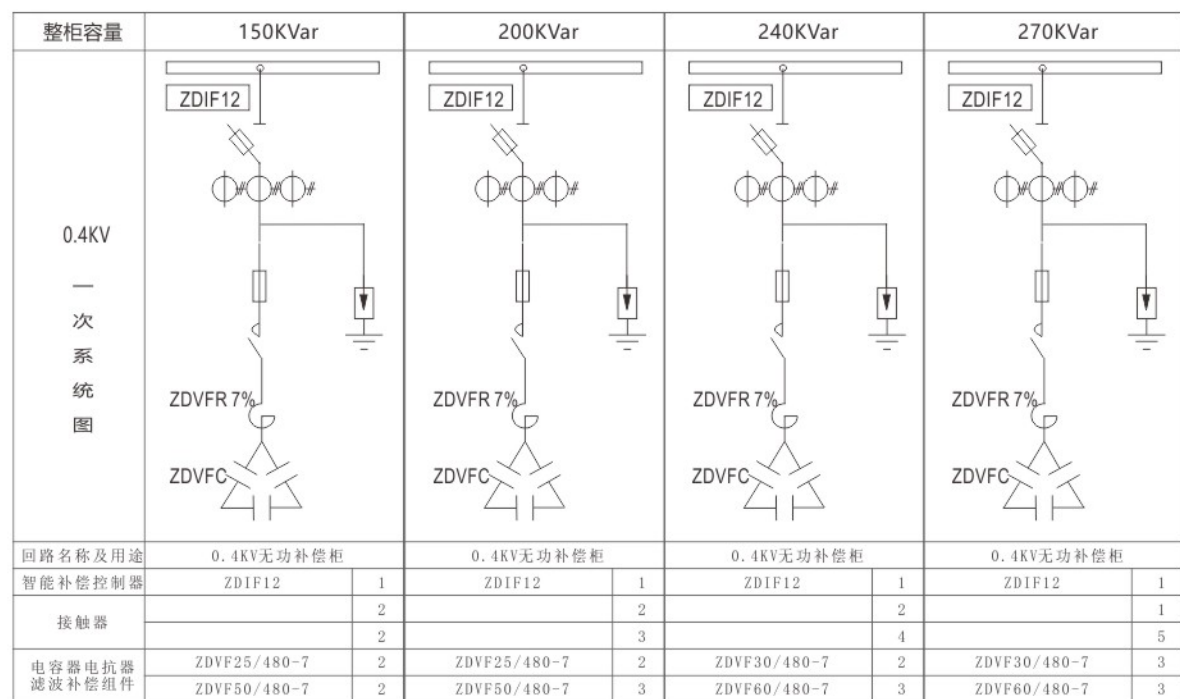 整柜容量 150KVar 200KVar 240KVar 270KVar
ZDIF12 ZDIF12 ZDIF12 ZDIF12
0.4KV
一
次
系
统
图
ZDVFR 7% ZDVFR 7% ZDVFR 7% ZDVFR 7%
ZDVFC ZDVFC ZDVFC ZDVFC
回路名称及用途 0.4KV无功补偿柜 0.4KV无功补偿柜 0.4KV无功补偿柜 0.4KV无功补偿柜
智能补偿控制器 ZDIF12 1 ZDIF12 1 ZDIF12 1 ZDIF12 1
接触器
2 2 2 1
2 3 4 5
电容器电抗器
滤波补偿组件
ZDVF25/480-7 2 ZDVF25/480-7 2 ZDVF30/480-7 2 ZDVF30/480-7 3
ZDVF50/480-7 2 ZDVF50/480-7 3 ZDVF60/480-7 3 ZDVF60/480-7 3